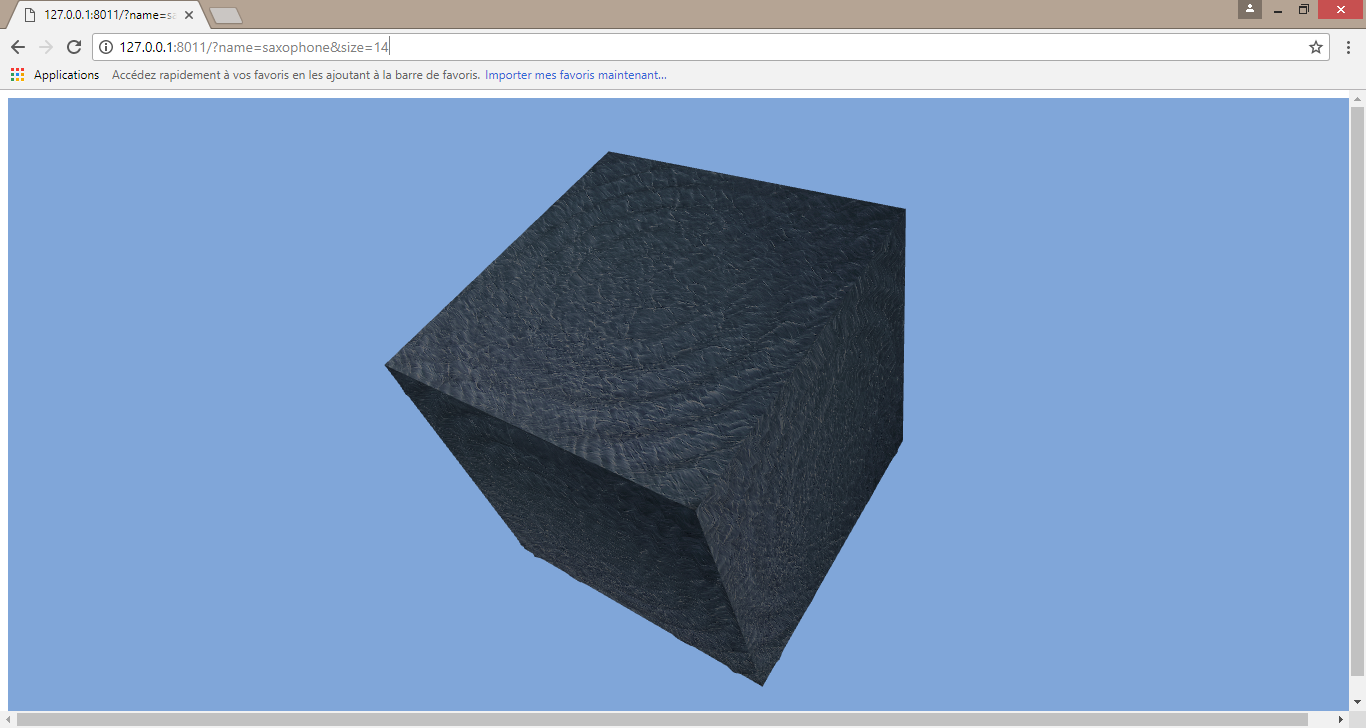 127.0.0.1:8011/?name=sa
127.0.0.1:8011/?name=saxophone&size=14
Applications Accédez rapidement à vos favoris en les ajoutant à la barre de favoris. Importer mes favoris maintenant...